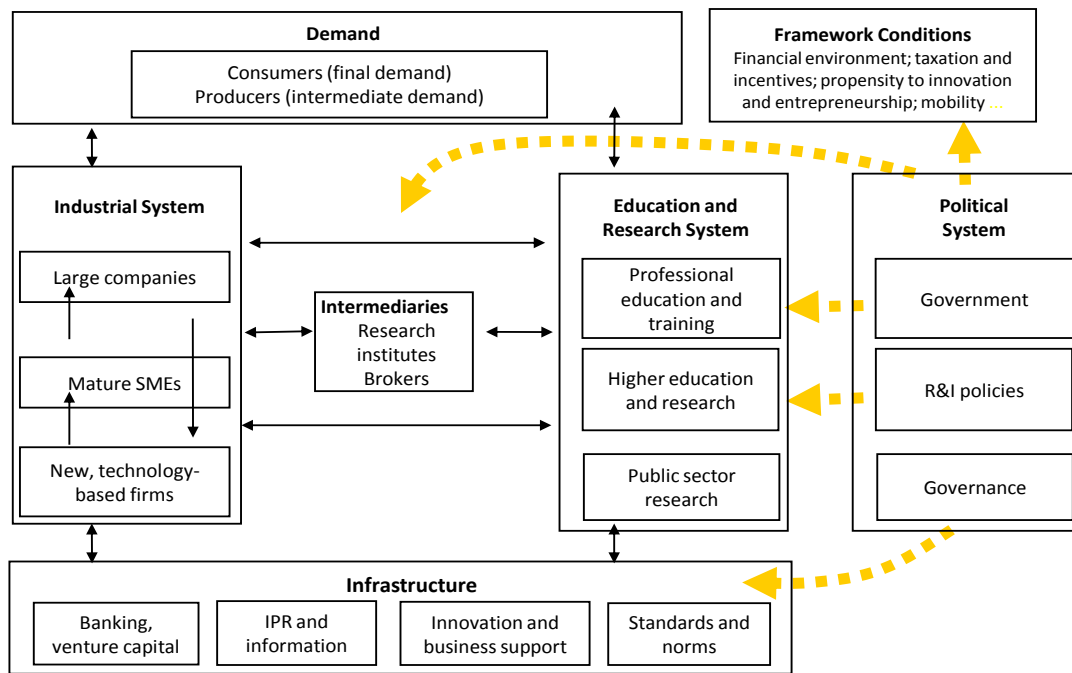 Demand
Consumers (final demand)
Producers (intermediate demand)
Framework Conditions
Financial environment; taxation and
incentives; propensity to innovation
and entrepreneurship; mobility ...
Industrial System
Large companies
Mature SMEs
New, technology-
based firms
Intermediaries
Research
institutes
Brokers
Education and
Research System
Professional
education and
training
Higher education
and research
Public sector
research
Political
System
Government
R&I policies
Governance
Infrastructure
Banking,
venture capital
IPR and
information
Innovation and
business support
Standards and
norms